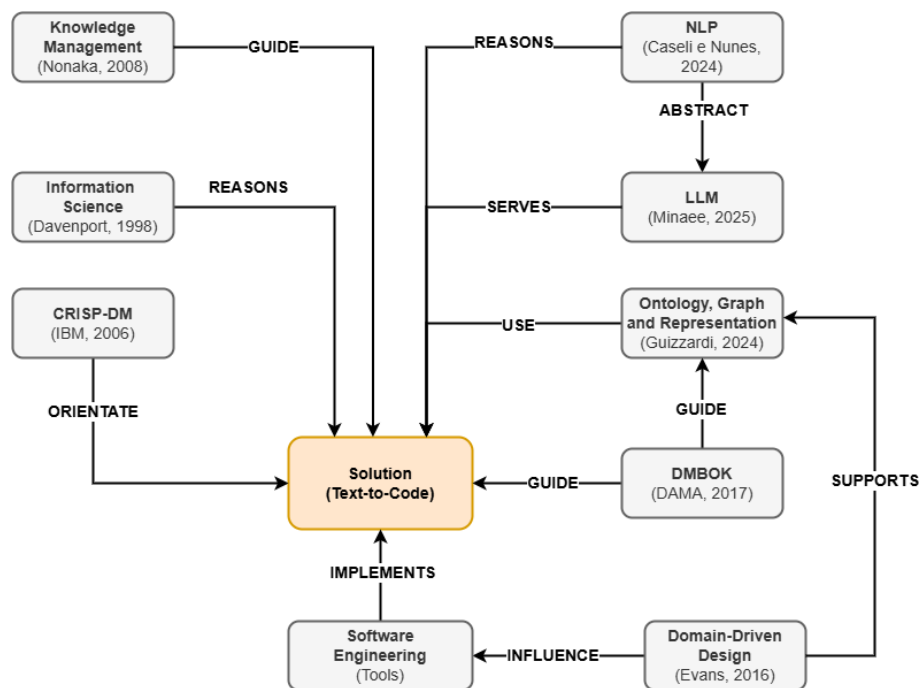 Knowledge
Management
(Nonaka, 2008)
GUIDE
REASONS
NLP
(Caseli e Nunes,
2024)
ABSTRACT
Information
Science
(Davenport, 1998)
REASONS
SERVES
LLM
(Minaee, 2025)
CRISP-DM
(IBM, 2006)
USE
Ontology, Graph
and Representation
(Guizzardi, 2024)
ORIENTATE
GUIDE
Solution
(Text-to-Code)
GUIDE
DMBOK
(DAMA, 2017)
SUPPORTS
IMPLEMENTS
Software
Engineering
(Tools)
INFLUENCE
Domain-Driven
Design
(Evans, 2016)